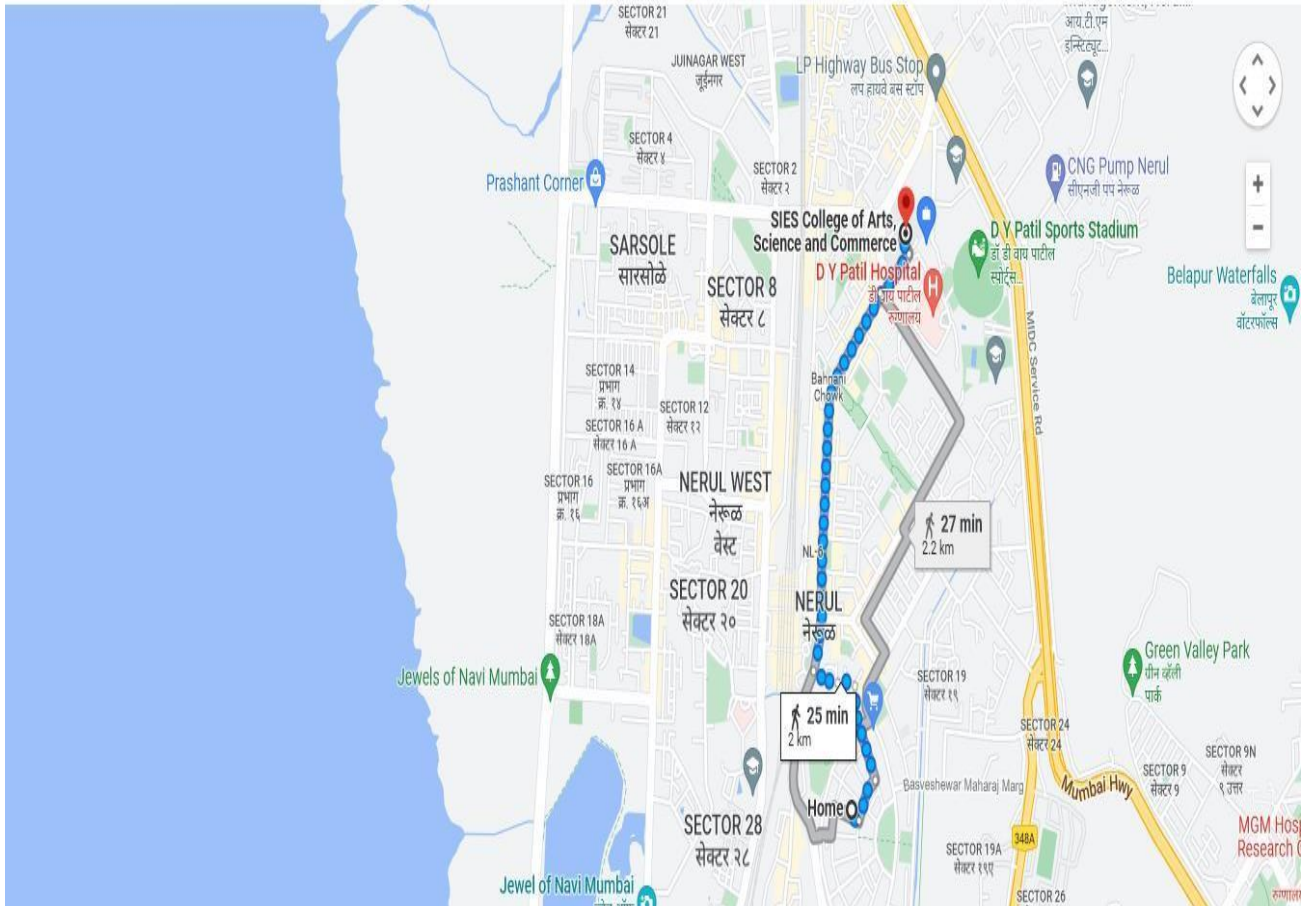 SECTOR 21
सेक्टर 21
आय.टी.एम
इन्स्टिट्यूट...
JUINAGAR WEST
जूईनगर
LP Highway Bus Stop
लप हायवे बस स्टॉप
SECTOR 4
सेक्टर ४
SECTOR 2
सेक्टर २
CNG Pump Nerul
सीएनजी पंप नेरूळ
Prashant Corner
SIES College of Arts,
Science and Commerce
D Y Patil Sports Stadium
डॉ डी वाय पाटील
स्पोर्ट्स...
SARSOLE
सारसोळे
D Y Patil Hospital
डी वाय पाटील
रुग्णालय
SECTOR 8
सेक्टर ८
Belapur Waterfalls
बेलापूर
वॉटरफॉल्स
MIDC Service Rd
SECTOR 14
प्रभाग
क्र. १४
Bahnani
Chowk
SECTOR 12
सेक्टर १२
SECTOR 16 A
सेक्टर 16 A
SECTOR 16
प्रभाग
क्र. १६
SECTOR 16A
प्रभाग
क्र. १६अ
NERUL WEST
नेरूळ
वेस्ट
27 min
2.2 km
NL-6
SECTOR 20
सेक्टर २०
NERUL
नेरूळ
SECTOR 18A
सेक्टर 18A
Jewels of Navi Mumbai
SECTOR 19
सेक्टर १९
Green Valley Park
ग्रीन व्हॅली
पार्क
25 min
2 km
SECTOR 24
सेक्टर 24
SECTOR 9N
सेक्टर
९ उत्तर
SECTOR 9
सेक्टर 9
Basveshewar Maharaj Marg
Mumbai Hwy
Home
SECTOR 28
सेक्टर २८
348A
MGM Hosp
Research C
रुग्णालय
SECTOR 19A
सेक्टर १९ए
Jewel of Navi Mumbai
SECTOR 26